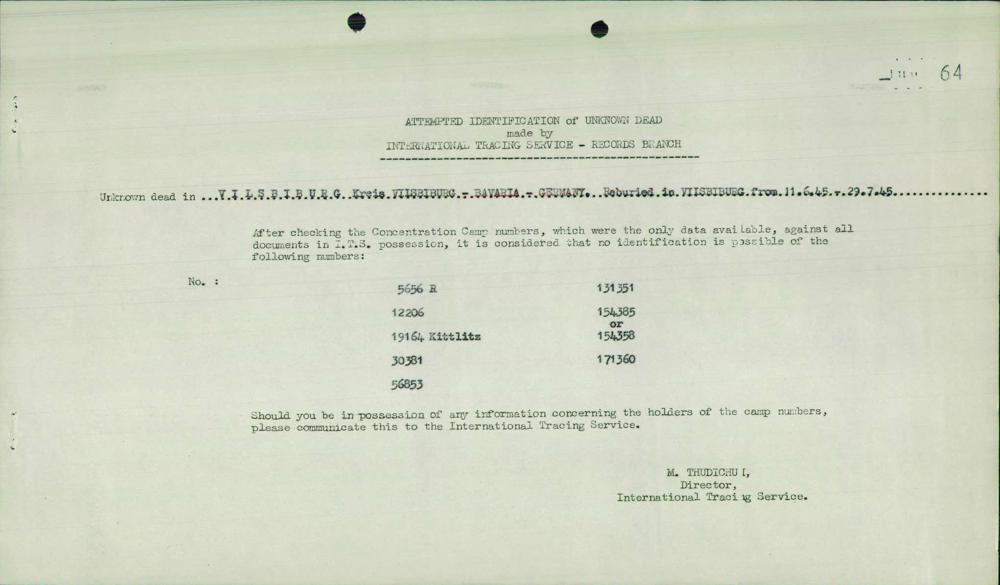 64
ATTEMPTED IDENTIFICATION of UNKNOWN DEAD
made by
INTERNATIONAL TRACING SERVICE - RECORDS BRANCH
Unknown dead in ...V.I.L.S.B.I.B.U.R.G..Kreis.VILSBIBURG.-.BAVARIA.-.GERMANY...Reburied.in.VILSBIBURG.from.11.6.45.-.29.7.45..............
After checking the Concentration Camp numbers, which were the only data available, against all
documents in I.T.S. possession, it is considered that no identification is possible of the
following numbers:
No. :
5656 R 131351
12206 154385
or
19164 Kittlitz 154358
30381 171360
56853
Should you be in possession of any information concerning the holders of the camp numbers,
please communicate this to the International Tracing Service.
M. THUDICHUM,
Director,
International Tracing Service.